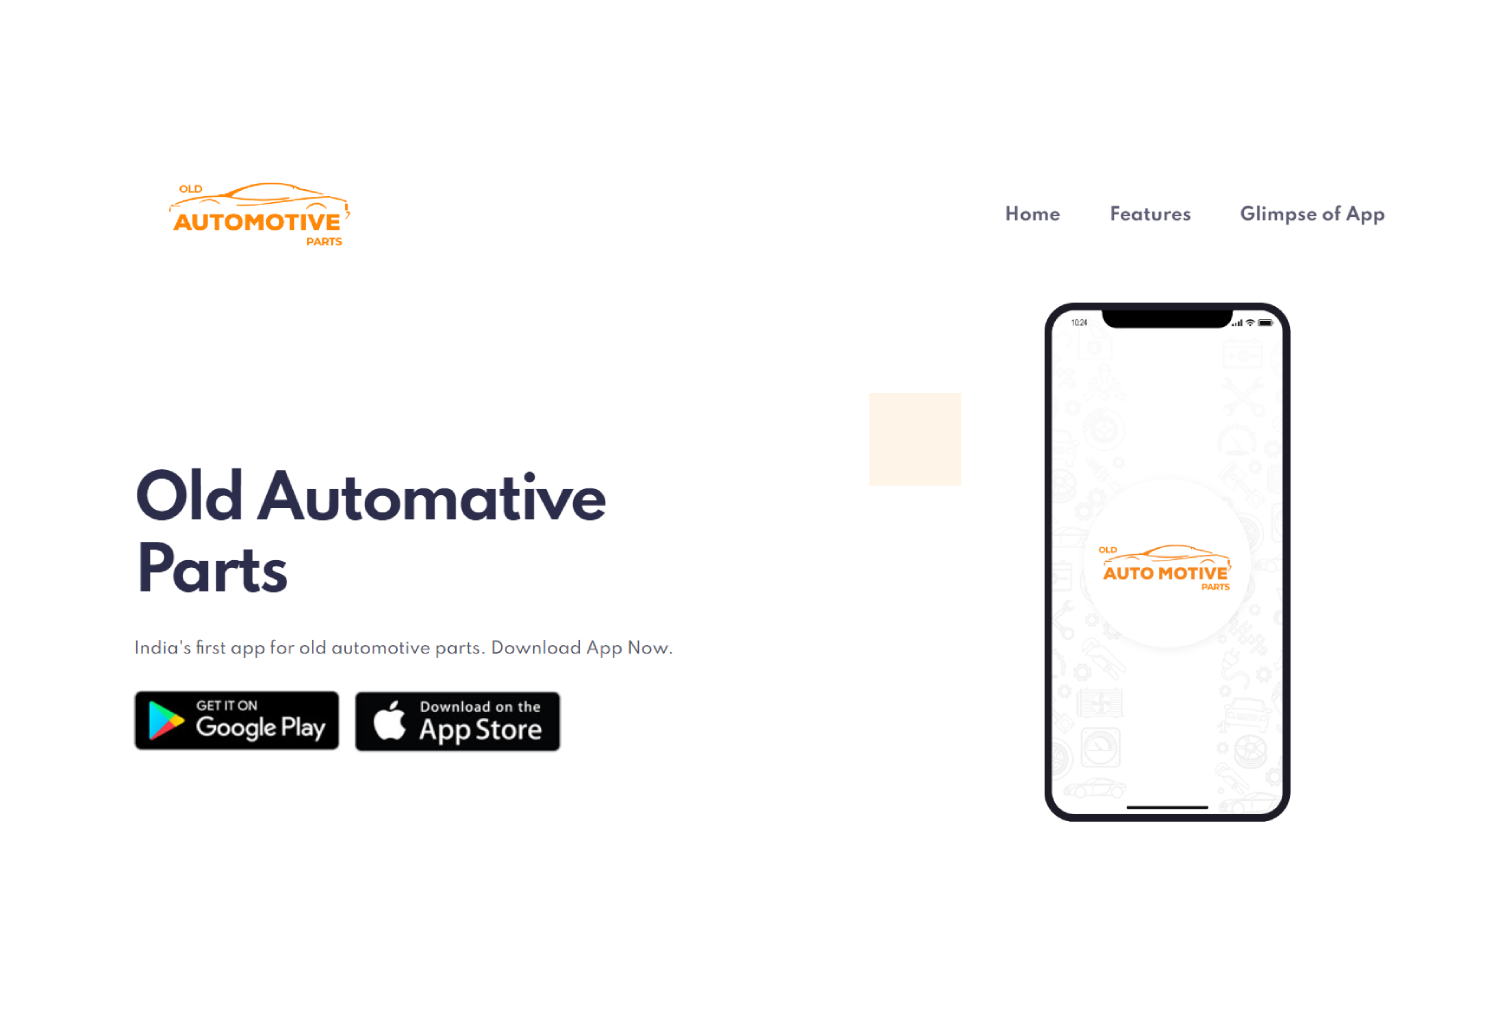 OLD
AUTOMOTIVE
PARTS
Home
Features
Glimpse of App
10:24
Old Automative
Parts
India's first app for old automotive parts. Download App Now.
GET IT ON
Google Play
Download on the
App Store
OLD
AUTO MOTIVE
PARTS